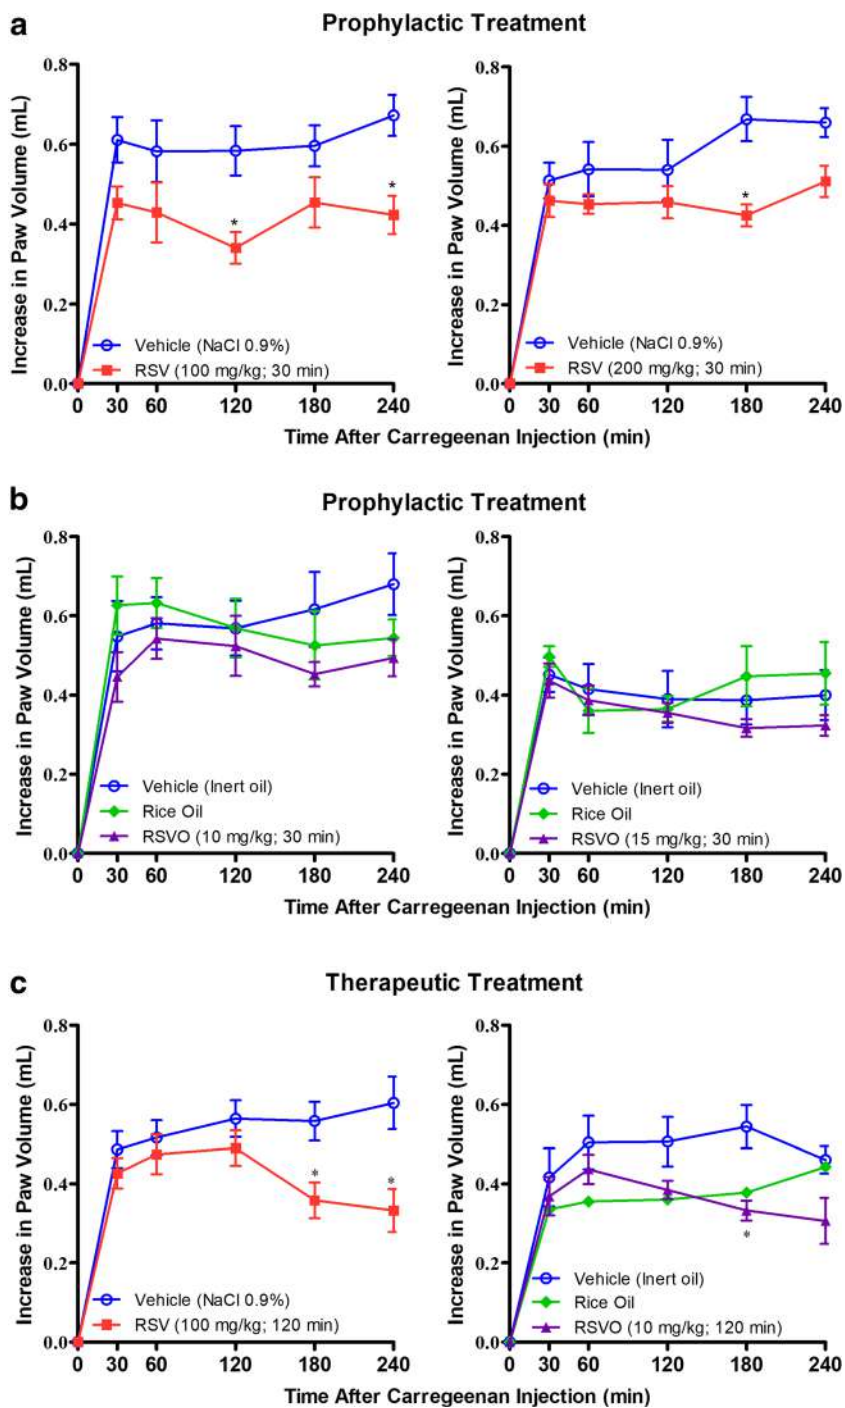 a
Prophylactic Treatment
Increase in Paw Volume (mL)
0.8
0.6
0.4
0.2
0.0
*
*
Vehicle (NaCl 0.9%)
RSV (100 mg/kg; 30 min)
0 30 60 120 180 240
Increase in Paw Volume (mL)
0.8
0.6
0.4
0.2
0.0
*
Vehicle (NaCl 0.9%)
RSV (200 mg/kg; 30 min)
0 30 60 120 180 240
Time After Carregeenan Injection (min)
b
Prophylactic Treatment
Increase in Paw Volume (mL)
0.8
0.6
0.4
0.2
0.0
Vehicle (Inert oil)
Rice Oil
RSVO (10 mg/kg; 30 min)
0 30 60 120 180 240
Increase in Paw Volume (mL)
0.8
0.6
0.4
0.2
0.0
Vehicle (Inert oil)
Rice Oil
RSVO (15 mg/kg; 30 min)
0 30 60 120 180 240
Time After Carregeenan Injection (min)
c
Therapeutic Treatment
Increase in Paw Volume (mL)
0.8
0.6
0.4
0.2
0.0
*
*
Vehicle (NaCl 0.9%)
RSV (100 mg/kg; 120 min)
0 30 60 120 180 240
Increase in Paw Volume (mL)
0.8
0.6
0.4
0.2
0.0
*
Vehicle (Inert oil)
Rice Oil
RSVO (10 mg/kg; 120 min)
0 30 60 120 180 240
Time After Carregeenan Injection (min)